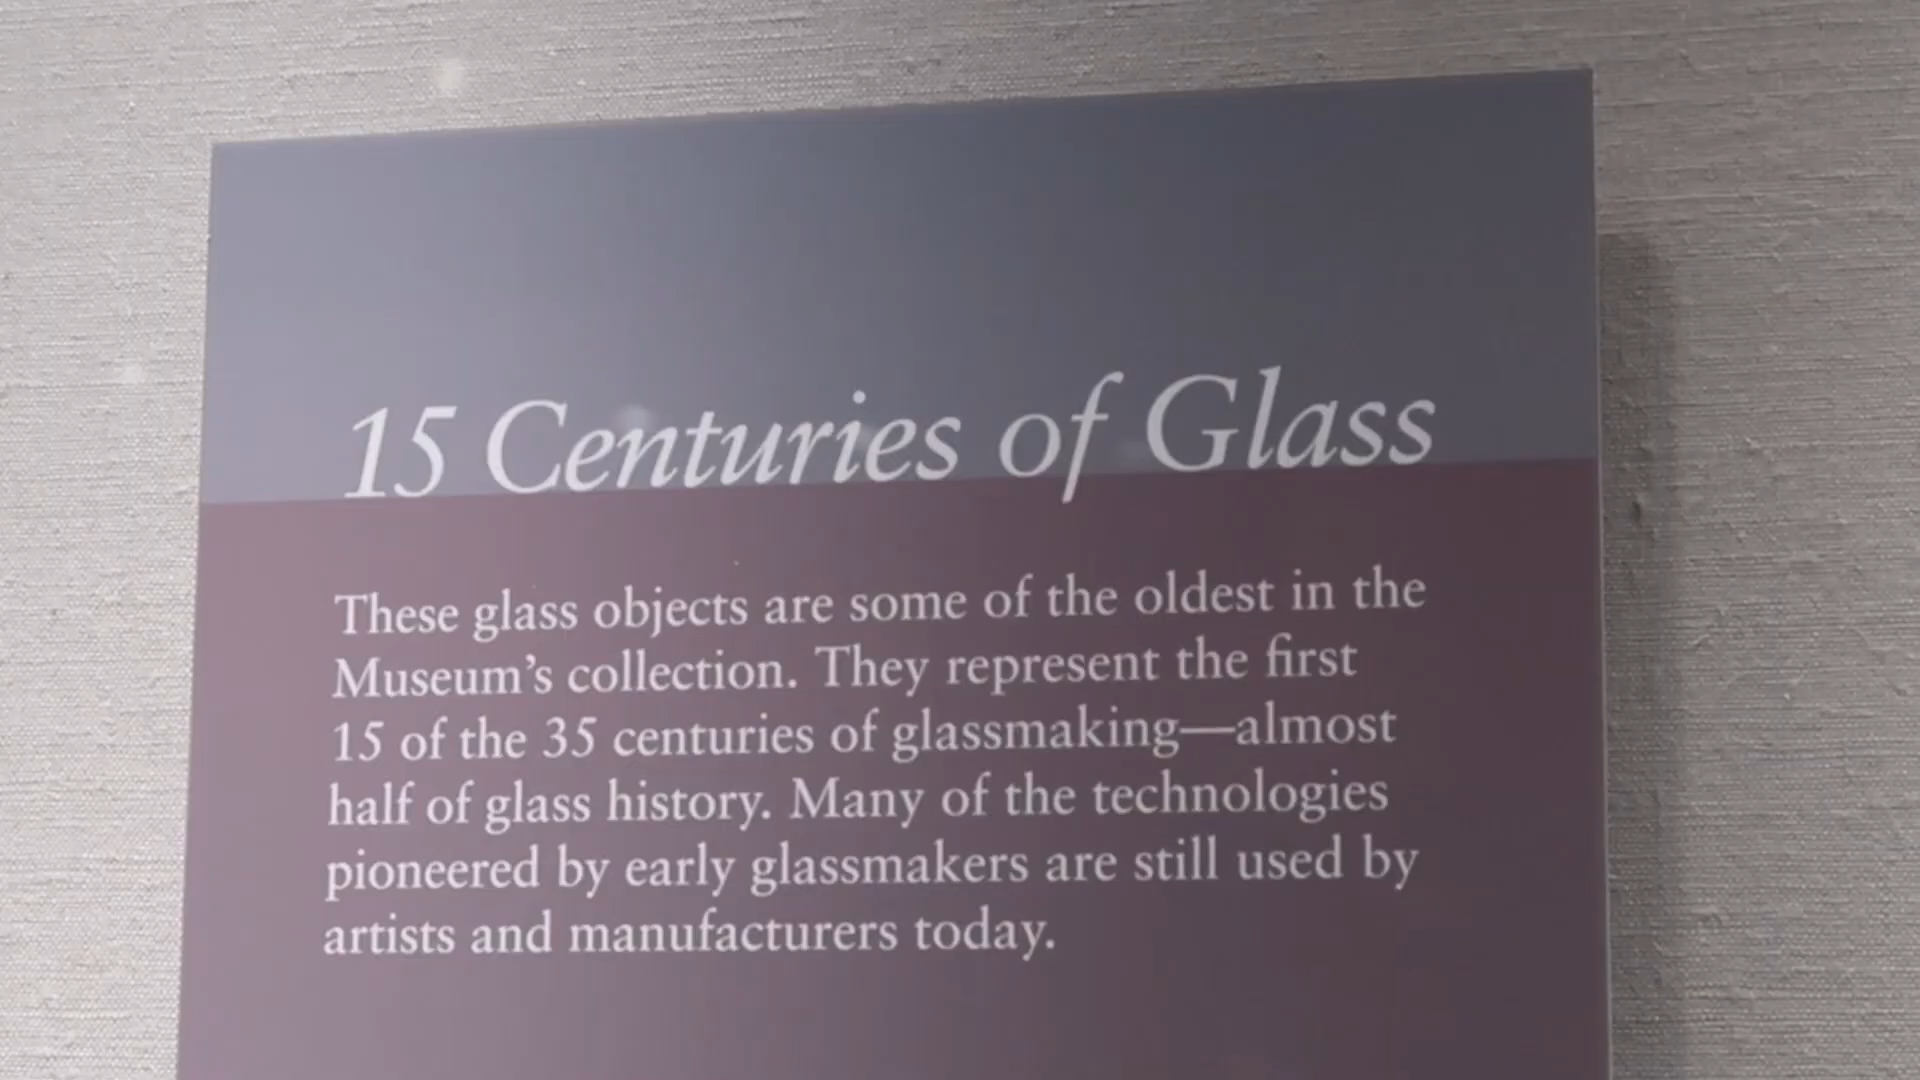 15 Centuries of Glass
These glass objects are some of the oldest in the
Museum’s collection. They represent the first
15 of the 35 centuries of glassmaking—almost
half of glass history. Many of the technologies
pioneered by early glassmakers are still used by
artists and manufacturers today.